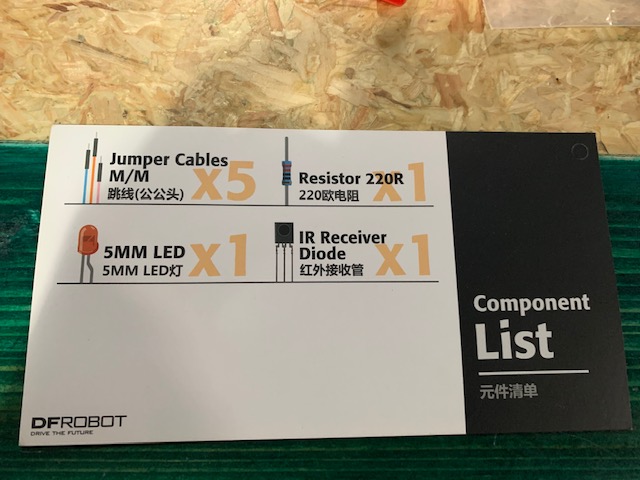 Component
List
元件清单
Jumper Cables
M/M
跳线(公公头)
X5
Resistor 220R
220欧电阻
X1
5MM LED
5MM LED灯
X1
IR Receiver
Diode
红外接收管
X1
DFROBOT
DRIVE THE FUTURE